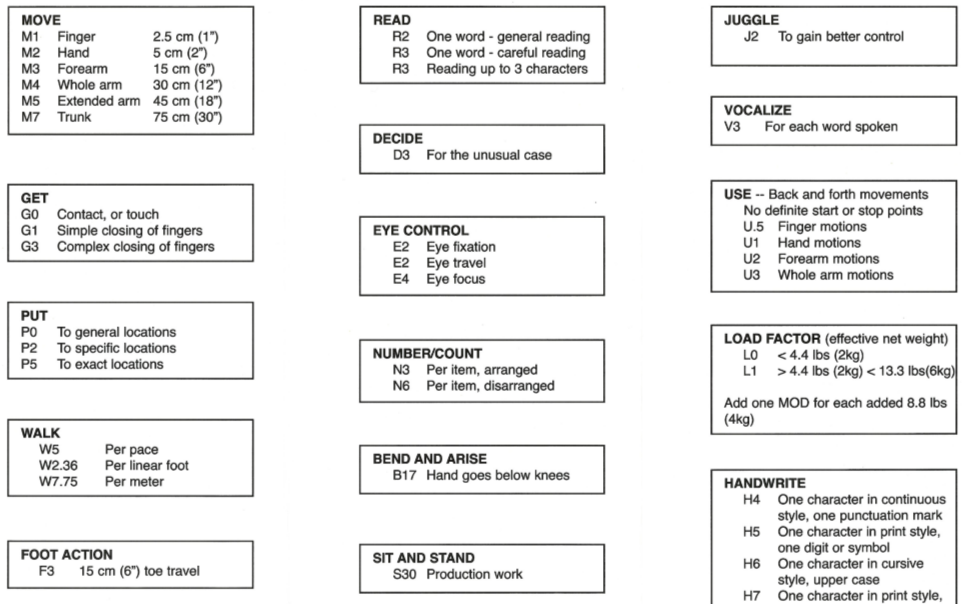 MOVE
M1 Finger 2.5 cm (1”)
M2 Hand 5 cm (2”)
M3 Forearm 15 cm (6”)
M4 Whole arm 30 cm (12”)
M5 Extended arm 45 cm (18”)
M7 Trunk 75 cm (30”)
GET
G0 Contact, or touch
G1 Simple closing of fingers
G3 Complex closing of fingers
PUT
P0 To general locations
P2 To specific locations
P5 To exact locations
WALK
W5 Per pace
W2.36 Per linear foot
W7.75 Per meter
FOOT ACTION
F3 15 cm (6”) toe travel
READ
R2 One word - general reading
R3 One word - careful reading
R3 Reading up to 3 characters
DECIDE
D3 For the unusual case
EYE CONTROL
E2 Eye fixation
E2 Eye travel
E4 Eye focus
NUMBER/COUNT
N3 Per item, arranged
N6 Per item, disarranged
BEND AND ARISE
B17 Hand goes below knees
SIT AND STAND
S30 Production work
JUGGLE
J2 To gain better control
VOCALIZE
V3 For each word spoken
USE -- Back and forth movements
No definite start or stop points
U.5 Finger motions
U1 Hand motions
U2 Forearm motions
U3 Whole arm motions
LOAD FACTOR (effective net weight)
L0 < 4.4 lbs (2kg)
L1 > 4.4 lbs (2kg) < 13.3 lbs(6kg)
Add one MOD for each added 8.8 lbs
(4kg)
HANDWRITE
H4 One character in continuous
style, one punctuation mark
H5 One character in print style,
one digit or symbol
H6 One character in cursive
style, upper case
H7 One character in print style,